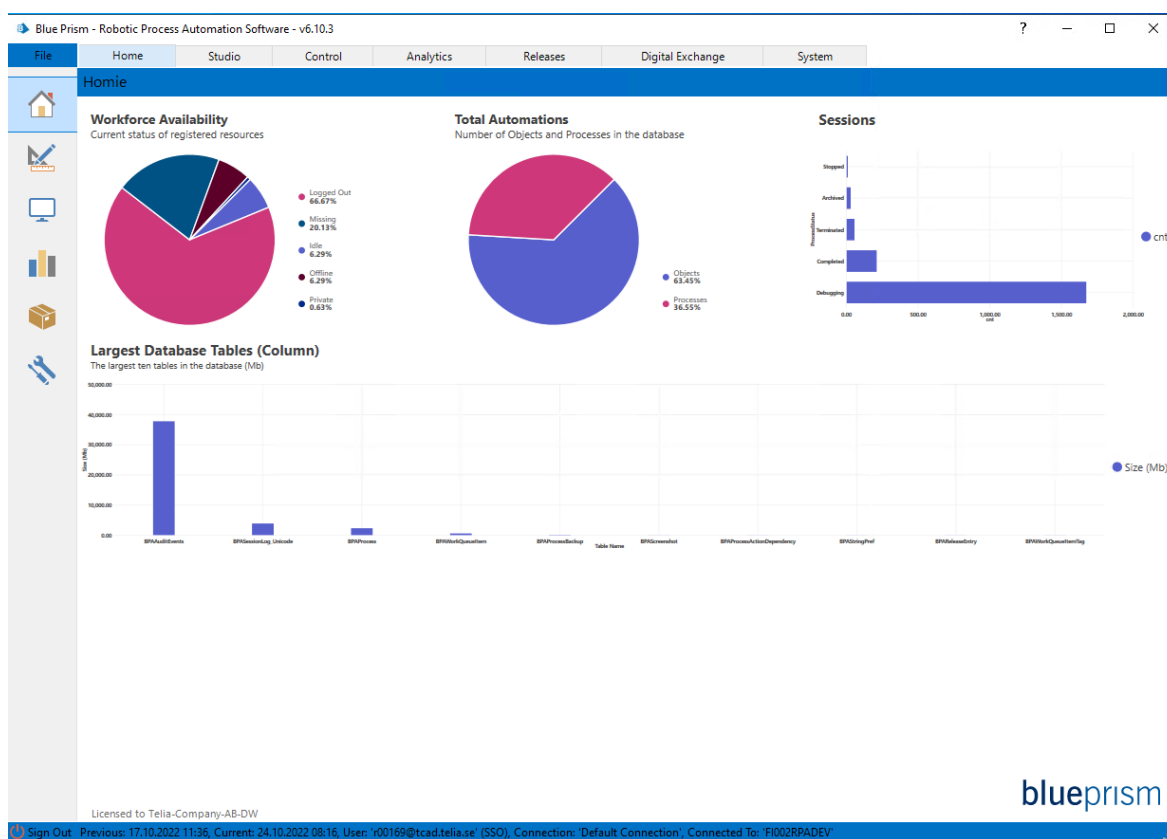 Blue Prism - Robotic Process Automation Software - v6.10.3
?
File Home Studio Control Analytics Releases Digital Exchange System
Homie
Workforce Availability
Current status of registered resources
Logged Out
66.67%
Missing
20.13%
Idle
6.29%
Offline
6.29%
Private
0.63%
Total Automations
Number of Objects and Processes in the database
Objects
63.45%
Processes
36.55%
Sessions
ProcessStatus
Stopped
Archived
Terminated
Completed
Debugging
0.00 500.00 1,000.00 1,500.00 2,000.00
cnt
cnt
Largest Database Tables (Column)
The largest ten tables in the database (Mb)
Size (Mb)
50,000.00
40,000.00
30,000.00
20,000.00
10,000.00
0.00
BPAAuditEvents BPASessionLog_Unicode BPAProcess BPAWorkQueueItem BPAProcessBackup BPAScreenshot BPAProcessActionDependency BPAStringPref BPAReleaseEntry BPAWorkQueueItemTag
Table Name
Size (Mb)
blueprism
Licensed to Telia-Company-AB-DW
Sign Out Previous: 17.10.2022 11:36, Current: 24.10.2022 08:16, User: 'r00169@tcad.telia.se' (SSO), Connection: 'Default Connection', Connected To: 'FI002RPADEV'